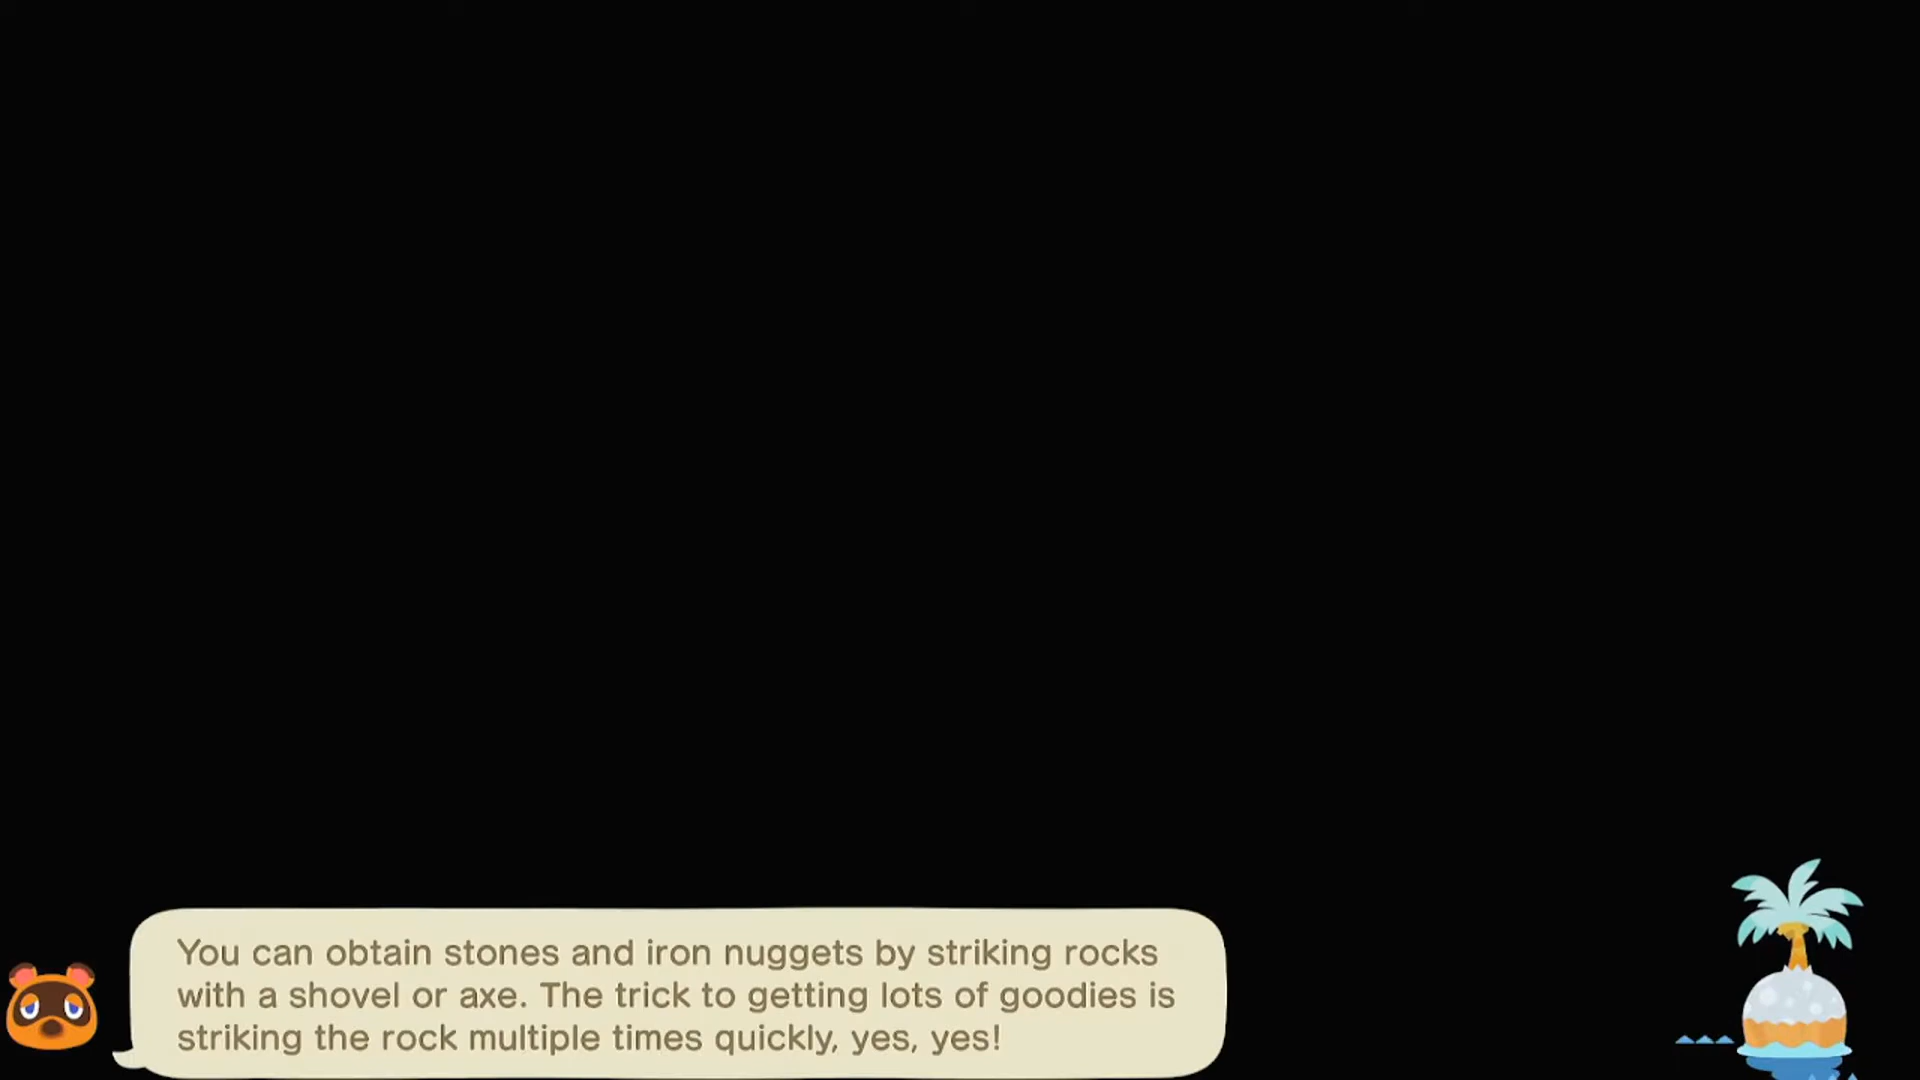 You can obtain stones and iron nuggets by striking rocks
with a shovel or axe. The trick to getting lots of goodies is
striking the rock multiple times quickly, yes, yes!